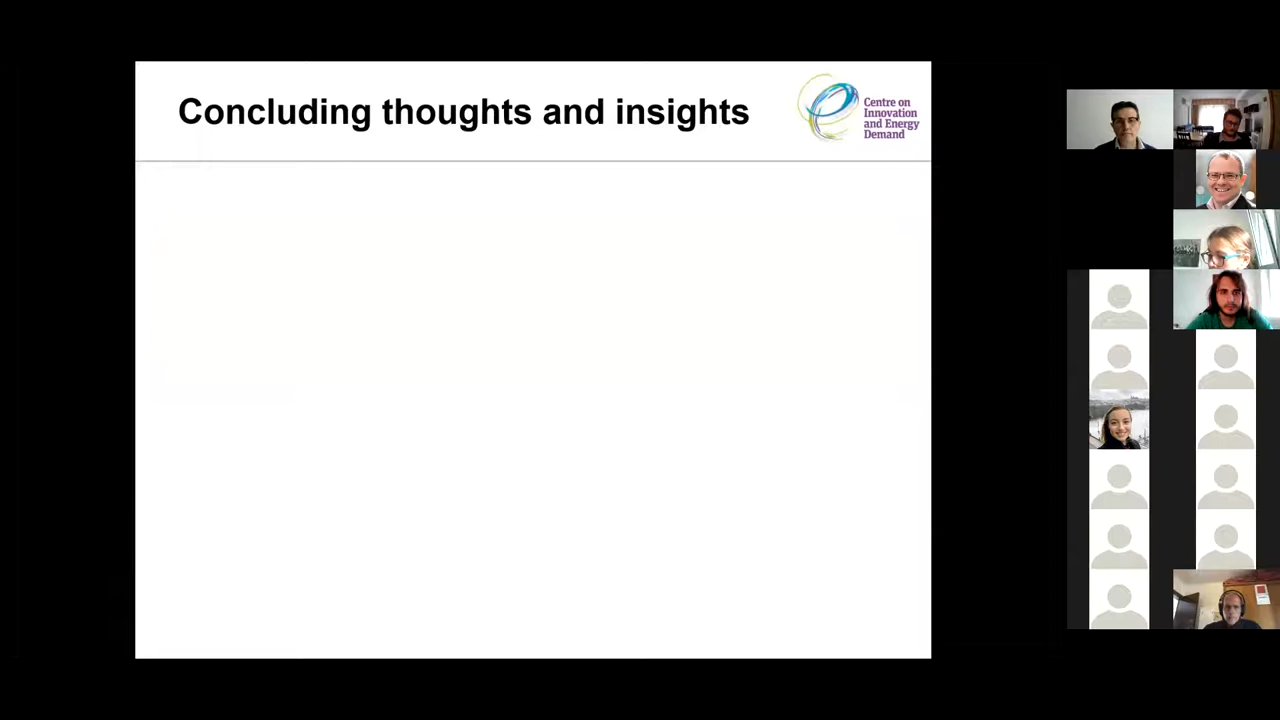 Concluding thoughts and insights
Centre on
Innovation
and Energy
Demand